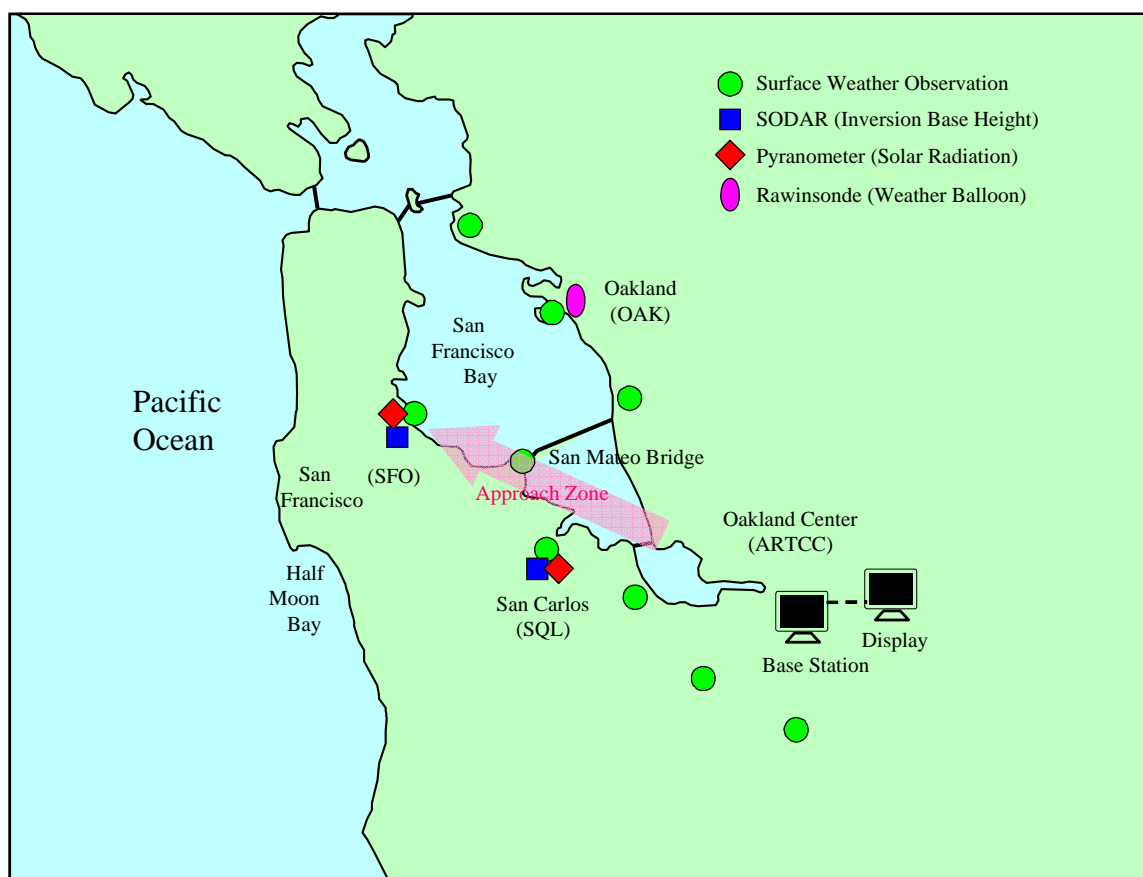 Surface Weather Observation
SODAR (Inversion Base Height)
Pyranometer (Solar Radiation)
Rawinsonde (Weather Balloon)
Oakland
(OAK)
San
Francisco
Bay
Pacific
Ocean
San Mateo Bridge
(SFO)
San
Francisco
Approach Zone
Oakland Center
(ARTCC)
Half
Moon
Bay
San Carlos
(SQL)
Display
Base Station